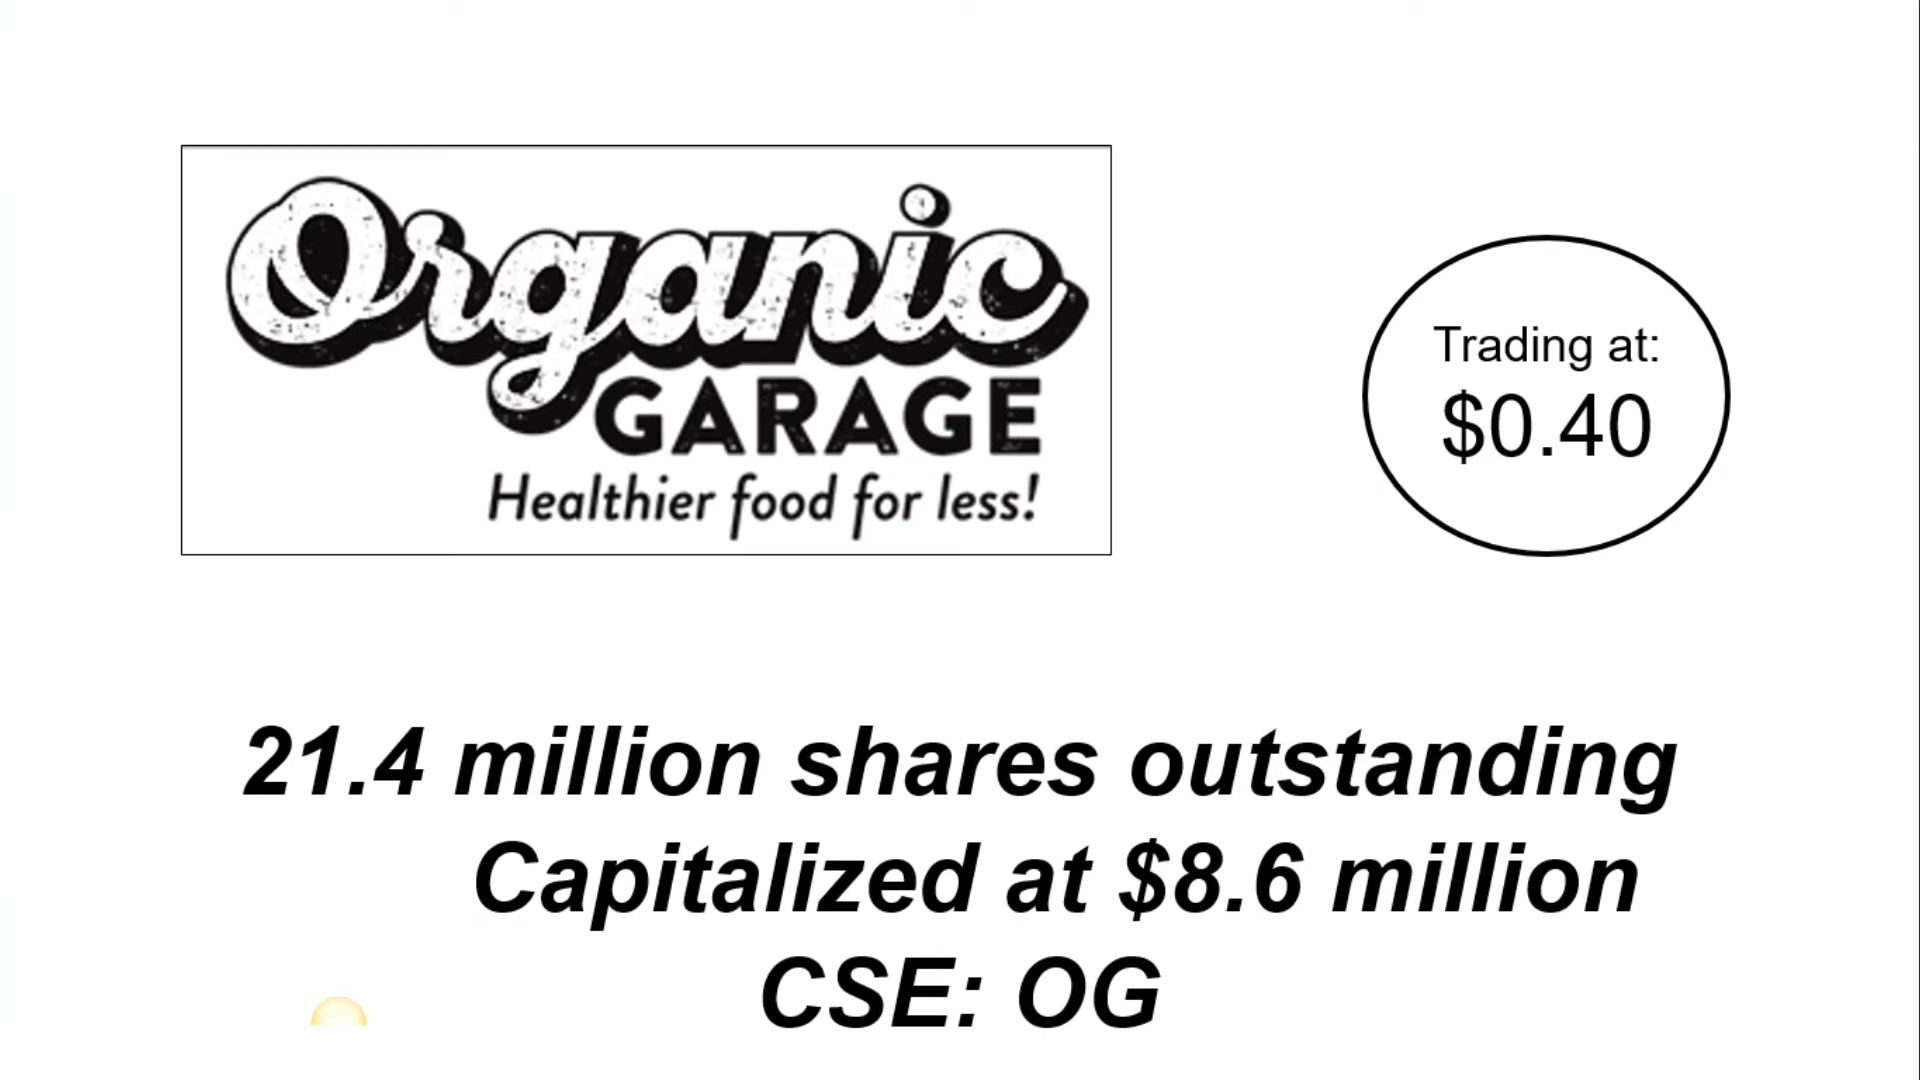 Organic
GARAGE
Healthier food for less!
Trading at:
$0.40
21.4 million shares outstanding
Capitalized at $8.6 million
CSE: OG